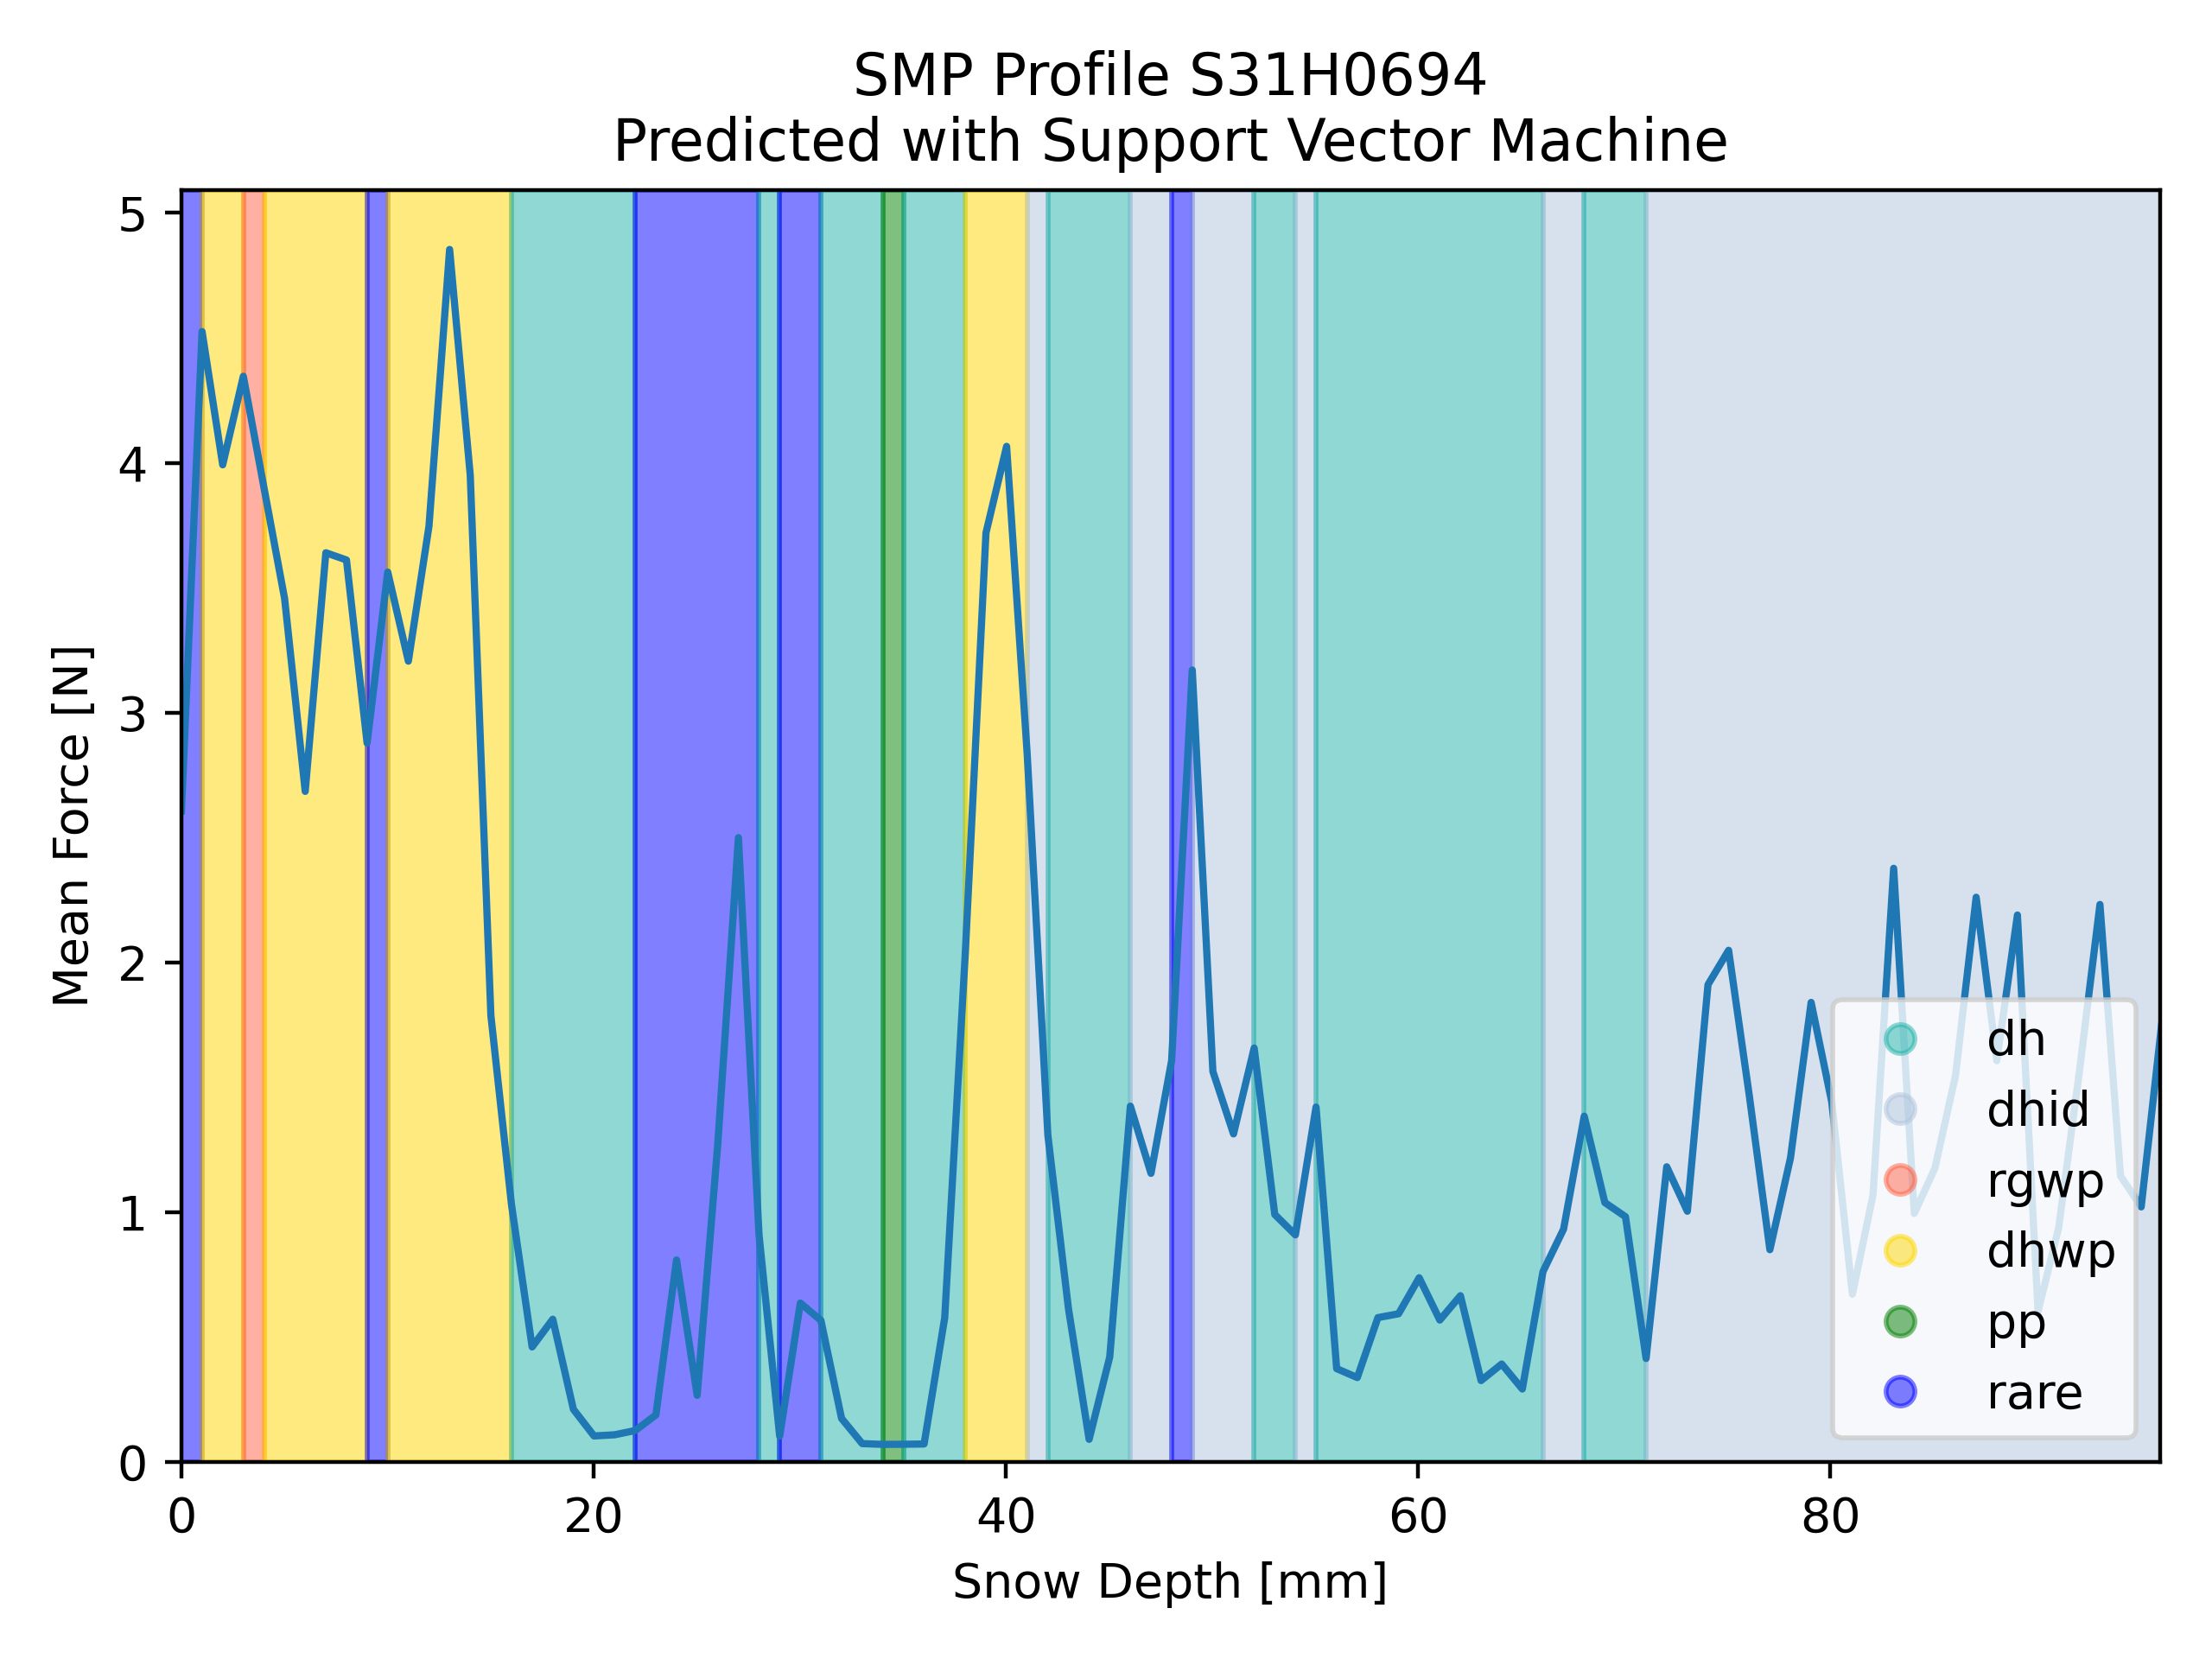 SMP Profile S31H0694
Predicted with Support Vector Machine
5
4
3
2
1
0
Mean Force [N]
0 20 40 60 80
Snow Depth [mm]
dh
dhid
rgwp
dhwp
pp
rare